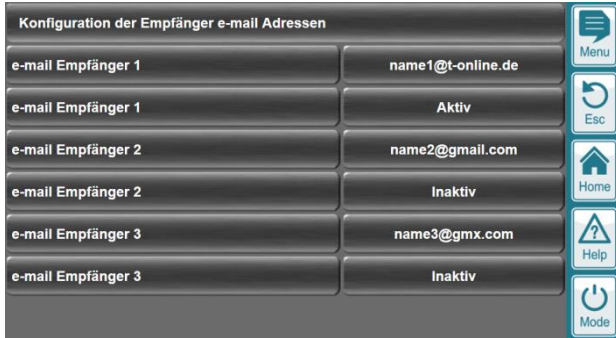 Konfiguration der Empfänger e-mail Adressen
e-mail Empfänger 1 name1@t-online.de
e-mail Empfänger 1 Aktiv
e-mail Empfänger 2 name2@gmail.com
e-mail Empfänger 2 Inaktiv
e-mail Empfänger 3 name3@gmx.com
e-mail Empfänger 3 Inaktiv
Menu
Esc
Home
?
Help
Mode